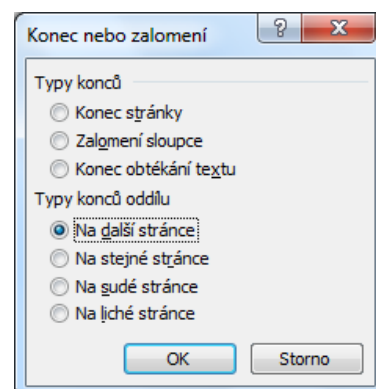 Konec nebo zalomení
Typy konců
Konec stránky
Zalomení sloupce
Konec obtékání textu
Typy konců oddílu
Na další stránce
Na stejné stránce
Na sudé stránce
Na liché stránce
OK Storno